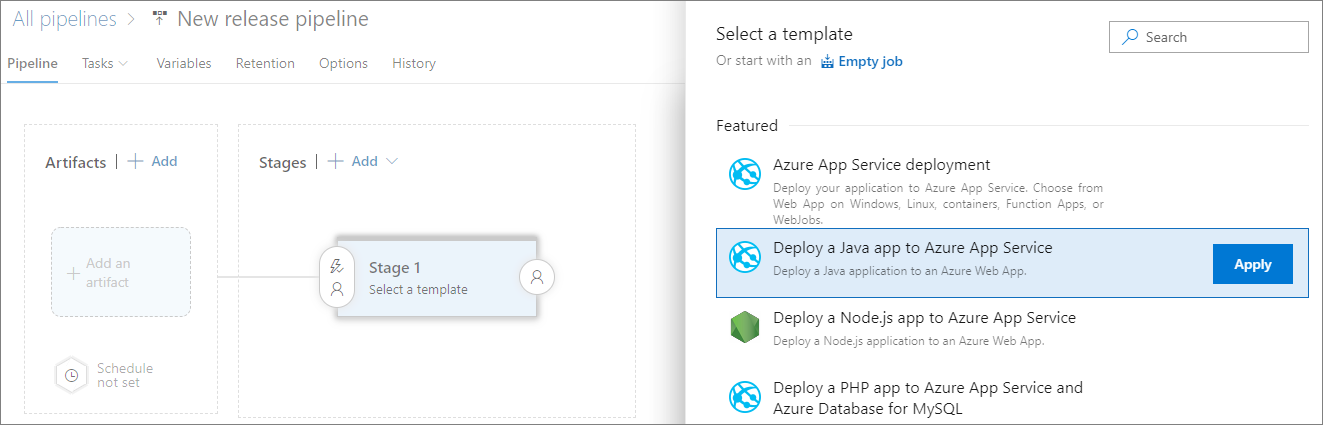 All pipelines > New release pipeline
Pipeline Tasks Variables Retention Options History
Artifacts | + Add
Stages | + Add
+ Add an
artifact
Stage 1
Select a template
Schedule
not set
Select a template
Search
Or start with an Empty job
Featured
Azure App Service deployment
Deploy your application to Azure App Service. Choose from
Web App on Windows, Linux, containers, Function Apps, or
WebJobs.
Deploy a Java app to Azure App Service
Deploy a Java application to an Azure Web App.
Apply
Deploy a Node.js app to Azure App Service
Deploy a Node.js application to an Azure Web App.
Deploy a PHP app to Azure App Service and
Azure Database for MySQL